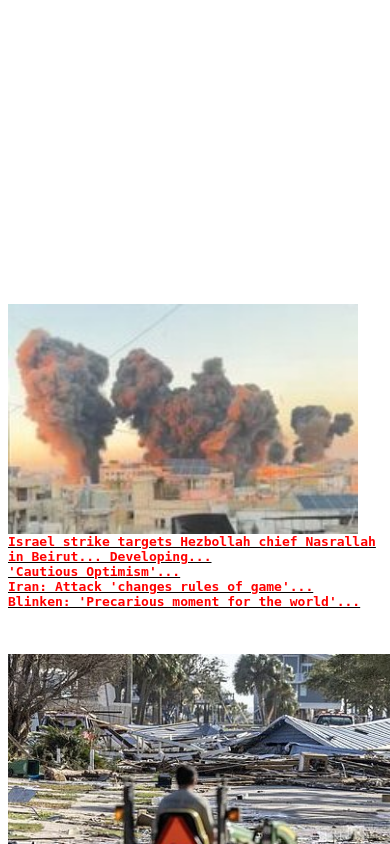 Israel strike targets Hezbollah chief Nasrallah
in Beirut... Developing...
'Cautious Optimism'...
Iran: Attack 'changes rules of game'...
Blinken: 'Precarious moment for the world'...